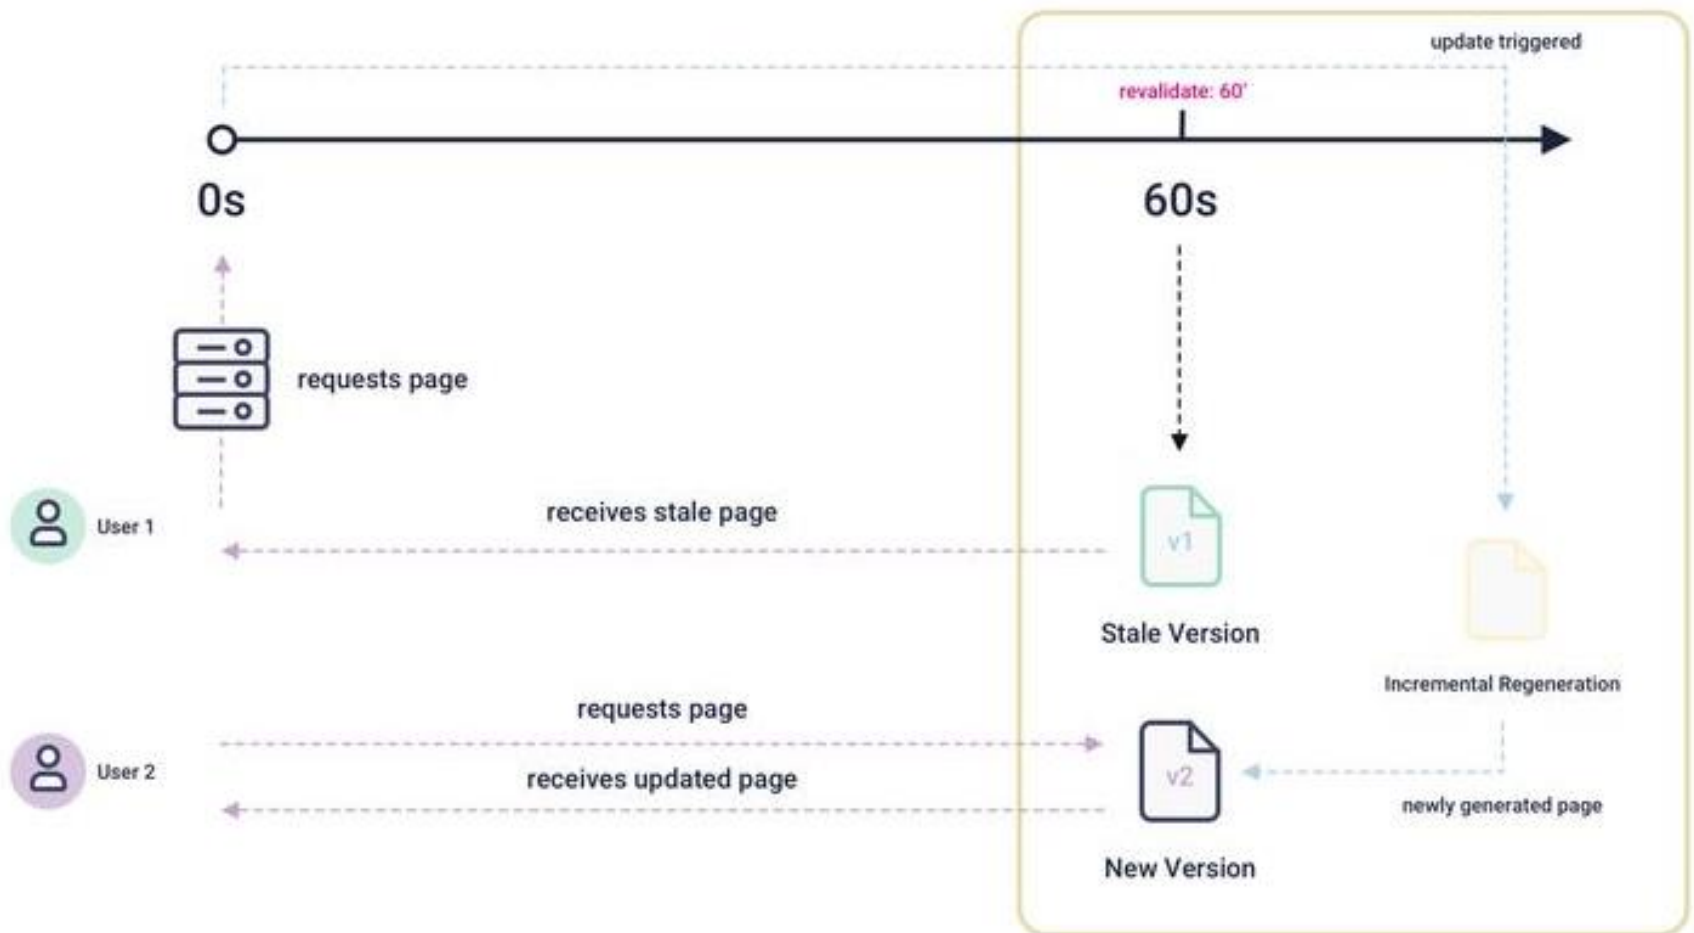 update triggered
revalidate: 60'
0s
60s
requests page
User 1
receives stale page
v1
Stale Version
Incremental Regeneration
requests page
User 2
receives updated page
v2
newly generated page
New Version